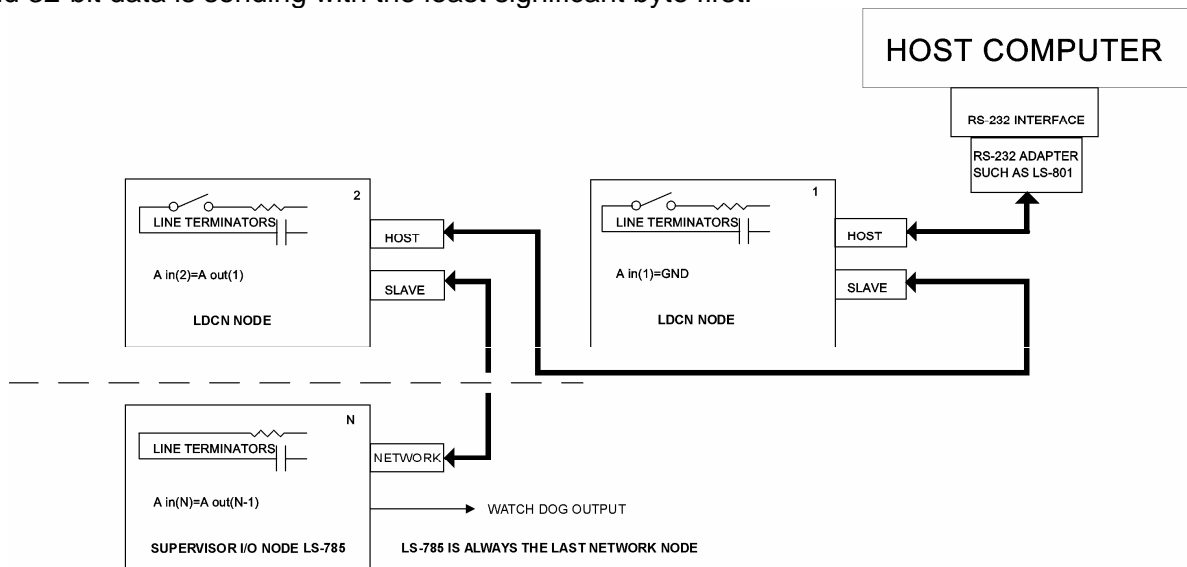 32-bit data is sending with the least significant byte first.
HOST COMPUTER
RS-232 INTERFACE
RS-232 ADAPTER
SUCH AS LS-801
2
LINE TERMINATORS
HOST
A in(2)=A out(1)
SLAVE
LDCN NODE
1
LINE TERMINATORS
HOST
A in(1)=GND
SLAVE
LDCN NODE
N
LINE TERMINATORS
NETWORK
A in(N)=A out(N-1)
WATCH DOG OUTPUT
SUPERVISOR I/O NODE LS-785
LS-785 IS ALWAYS THE LAST NETWORK NODE